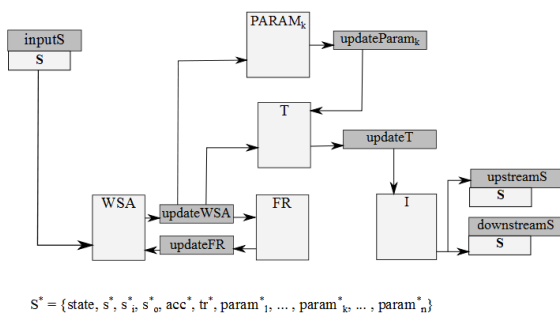 PARAMₖ
inputS
updateParamₖ
S
T
updateT
upstreamS
S
WSA
FR
I
updateWSA
downstreamS
updateFR
S
S* = {state, s*, s*ᵢ, s*ₒ, acc*, tr*, param*₁, ... , param*ₖ, ... , param*ₙ}